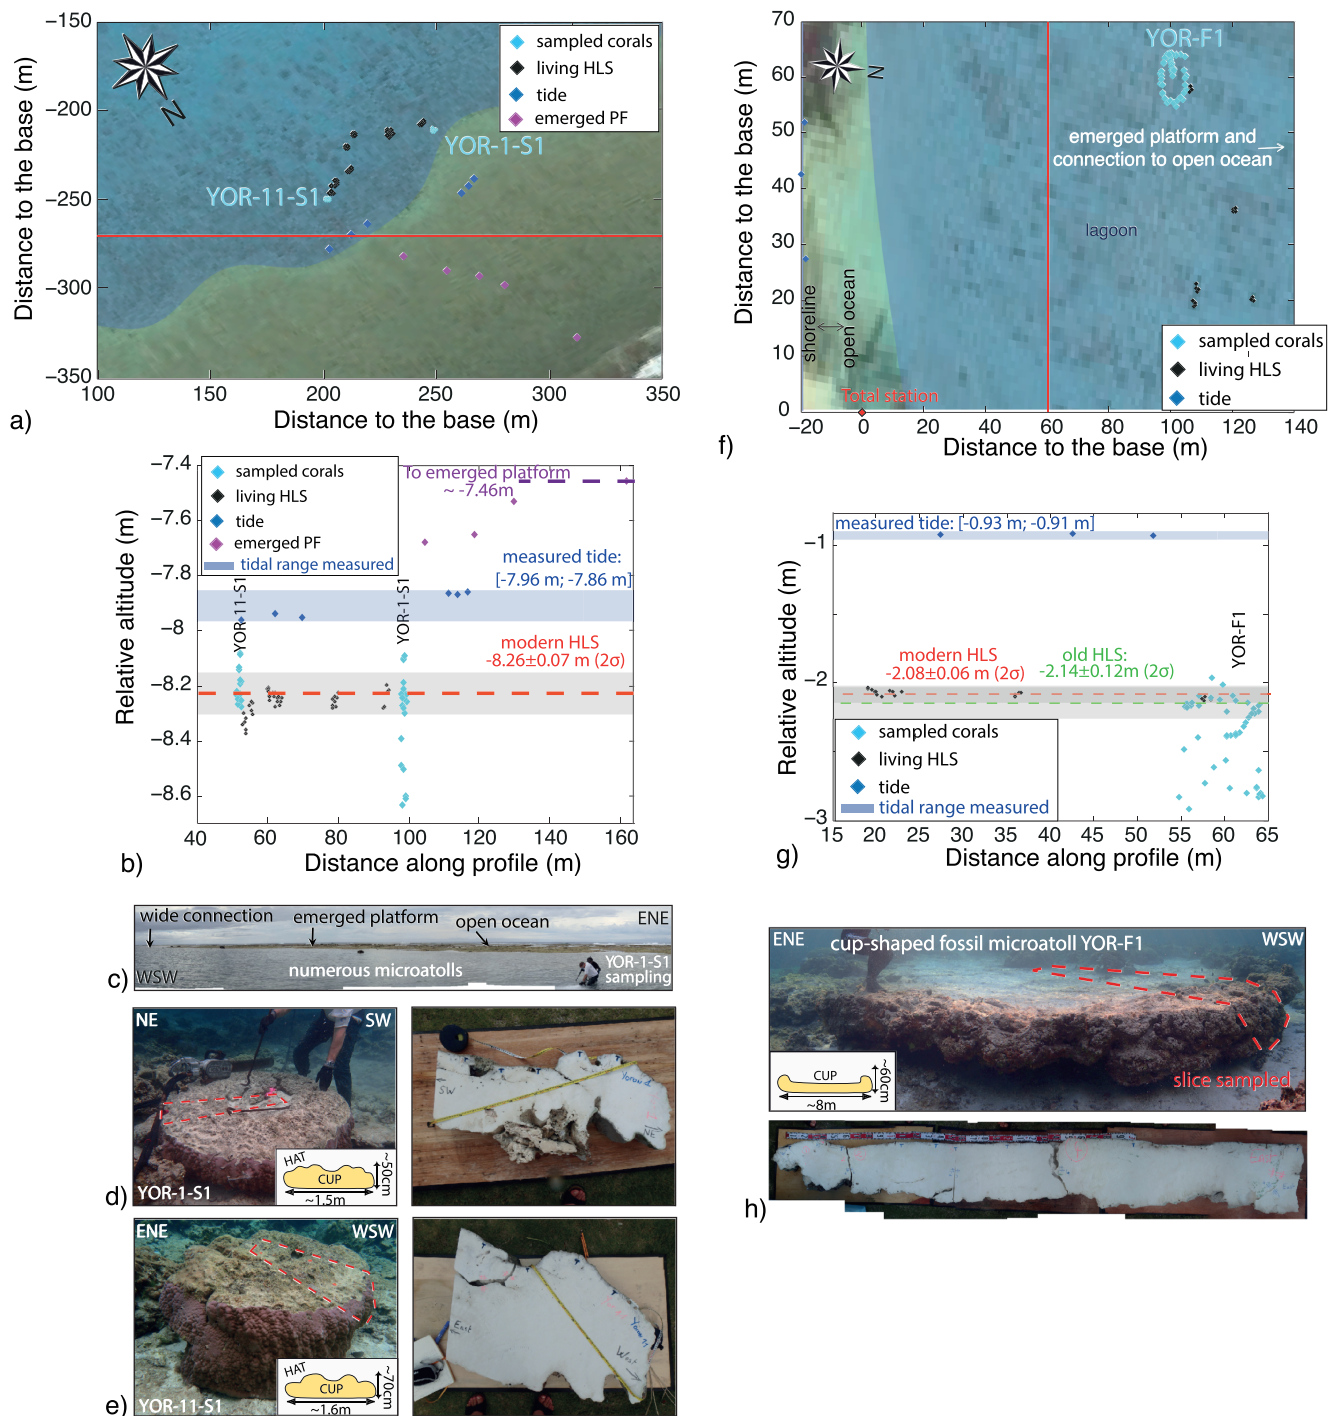 −150
−200
−250
−300
−350
100
150
200
250
300
350
Distance to the base (m)
Distance to the base (m)
N
sampled corals
living HLS
tide
emerged PF
YOR-1-S1
YOR-11-S1
a)
70
60
50
40
30
20
10
0
−20
0
20
40
60
80
100
120
140
Distance to the base (m)
Distance to the base (m)
N
YOR-F1
emerged platform and
connection to open ocean
lagoon
shoreline
open ocean
Total station
sampled corals
living HLS
tide
f)
−7.4
−7.6
−7.8
−8
−8.2
−8.4
−8.6
40
60
80
100
120
140
160
Relative altitude (m)
Distance along profile (m)
sampled corals
living HLS
tide
emerged PF
tidal range measured
To emerged platform
~ -7.46m
measured tide:
[-7.96 m; -7.86 m]
YOR-11-S1
YOR-1-S1
modern HLS
-8.26±0.07 m (2σ)
b)
−1
−2
−3
15
20
25
30
35
40
45
50
55
60
65
Relative altitude (m)
Distance along profile (m)
measured tide: [-0.93 m; -0.91 m]
modern HLS
-2.08±0.06 m (2σ)
old HLS:
-2.14±0.12m (2σ)
YOR-F1
sampled corals
living HLS
tide
tidal range measured
g)
wide connection
emerged platform
open ocean
ENE
WSW
numerous microatolls
YOR-1-S1
sampling
c)
NE
SW
HAT
CUP
~50cm
~1.5m
YOR-1-S1
SW
NE
d)
ENE
WSW
HAT
CUP
~70cm
~1.6m
YOR-11-S1
East
West
e)
ENE
WSW
cup-shaped fossil microatoll YOR-F1
CUP
~60cm
~8m
slice sampled
h)